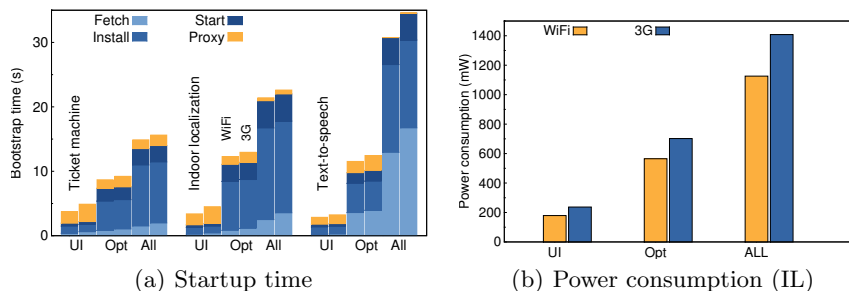 Fetch
Start
Install
Proxy
Bootstrap time (s)
30
20
10
0
Ticket machine
Indoor localization
WiFi
3G
Text-to-speech
UI Opt All
UI Opt All
UI Opt All
(a) Startup time
WiFi
3G
Power consumption (mW)
1400
1200
1000
800
600
400
200
0
UI Opt ALL
(b) Power consumption (IL)